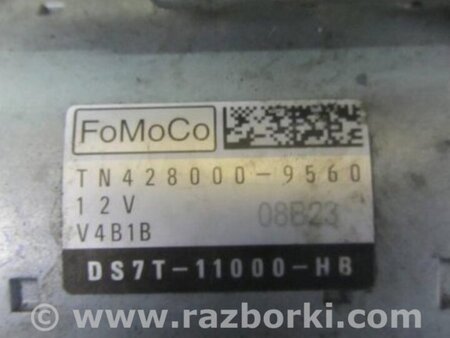 FoMoCo
TN428000-9560
12V 08B23
V4B1B
DS7T-11000-HB
© www.razborki.com